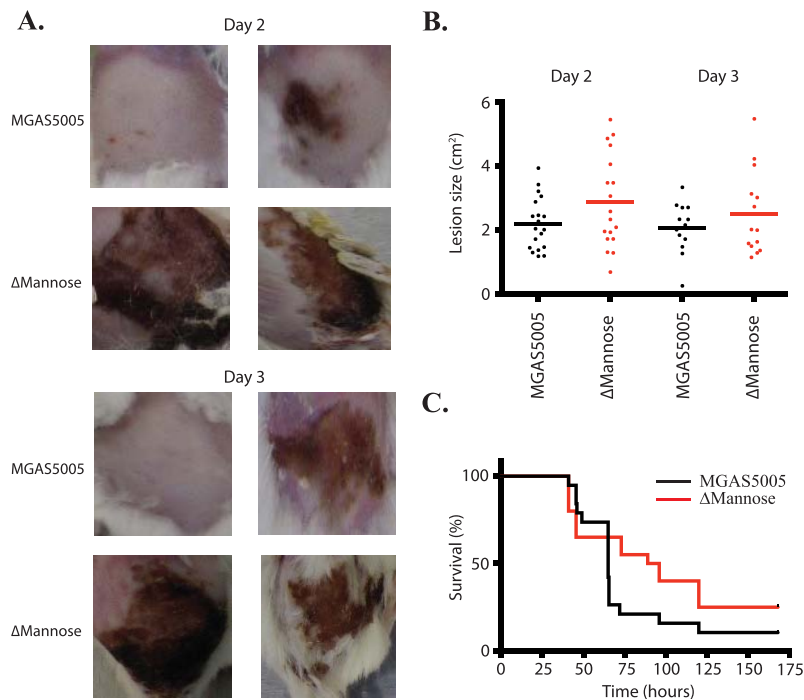 A.
Day 2
MGAS5005
ΔMannose
Day 3
MGAS5005
ΔMannose
B.
Day 2 Day 3
Lesion size (cm²)
6
4
2
0
MGAS5005 ΔMannose MGAS5005 ΔMannose
C.
Survival (%)
100
50
0
MGAS5005
ΔMannose
0 25 50 75 100 125 150 175
Time (hours)